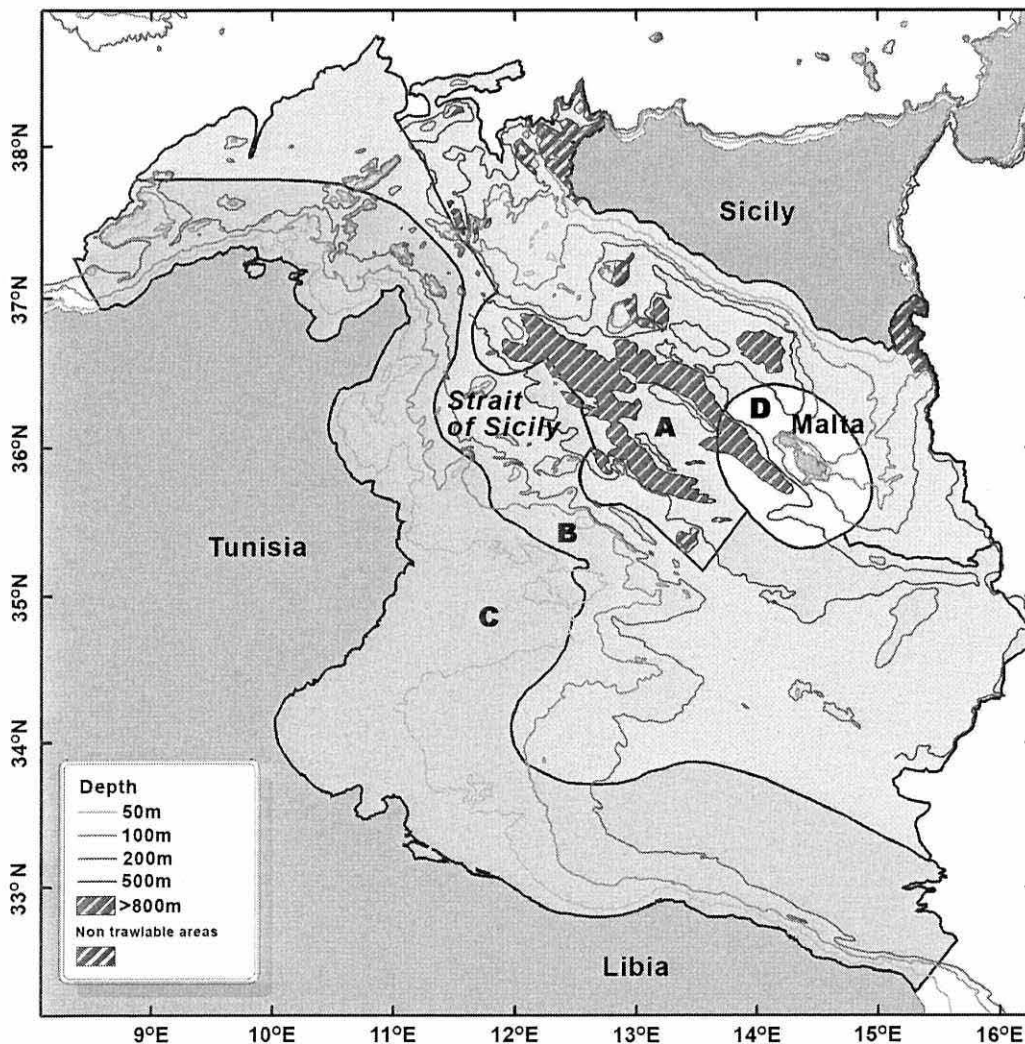 38°N
37°N
36°N
35°N
34°N
33°N
Sicily
D
Malta
A
Strait
of Sicily
B
Tunisia
C
Libia
Depth
50m
100m
200m
500m
>800m
Non trawlable areas
9°E
10°E
11°E
12°E
13°E
14°E
15°E
16°E